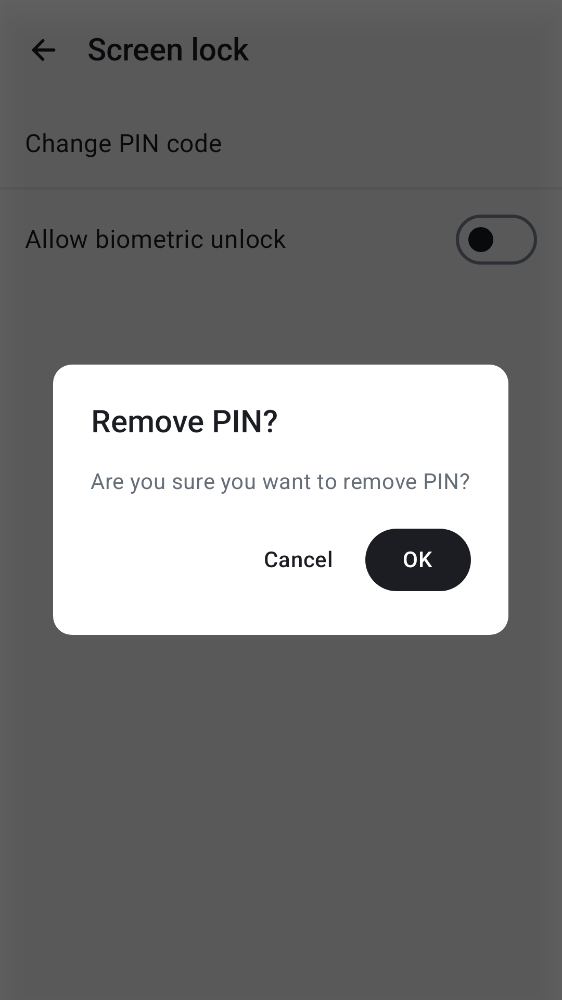 Screen lock
Change PIN code
Allow biometric unlock
Remove PIN?
Are you sure you want to remove PIN?
Cancel
OK